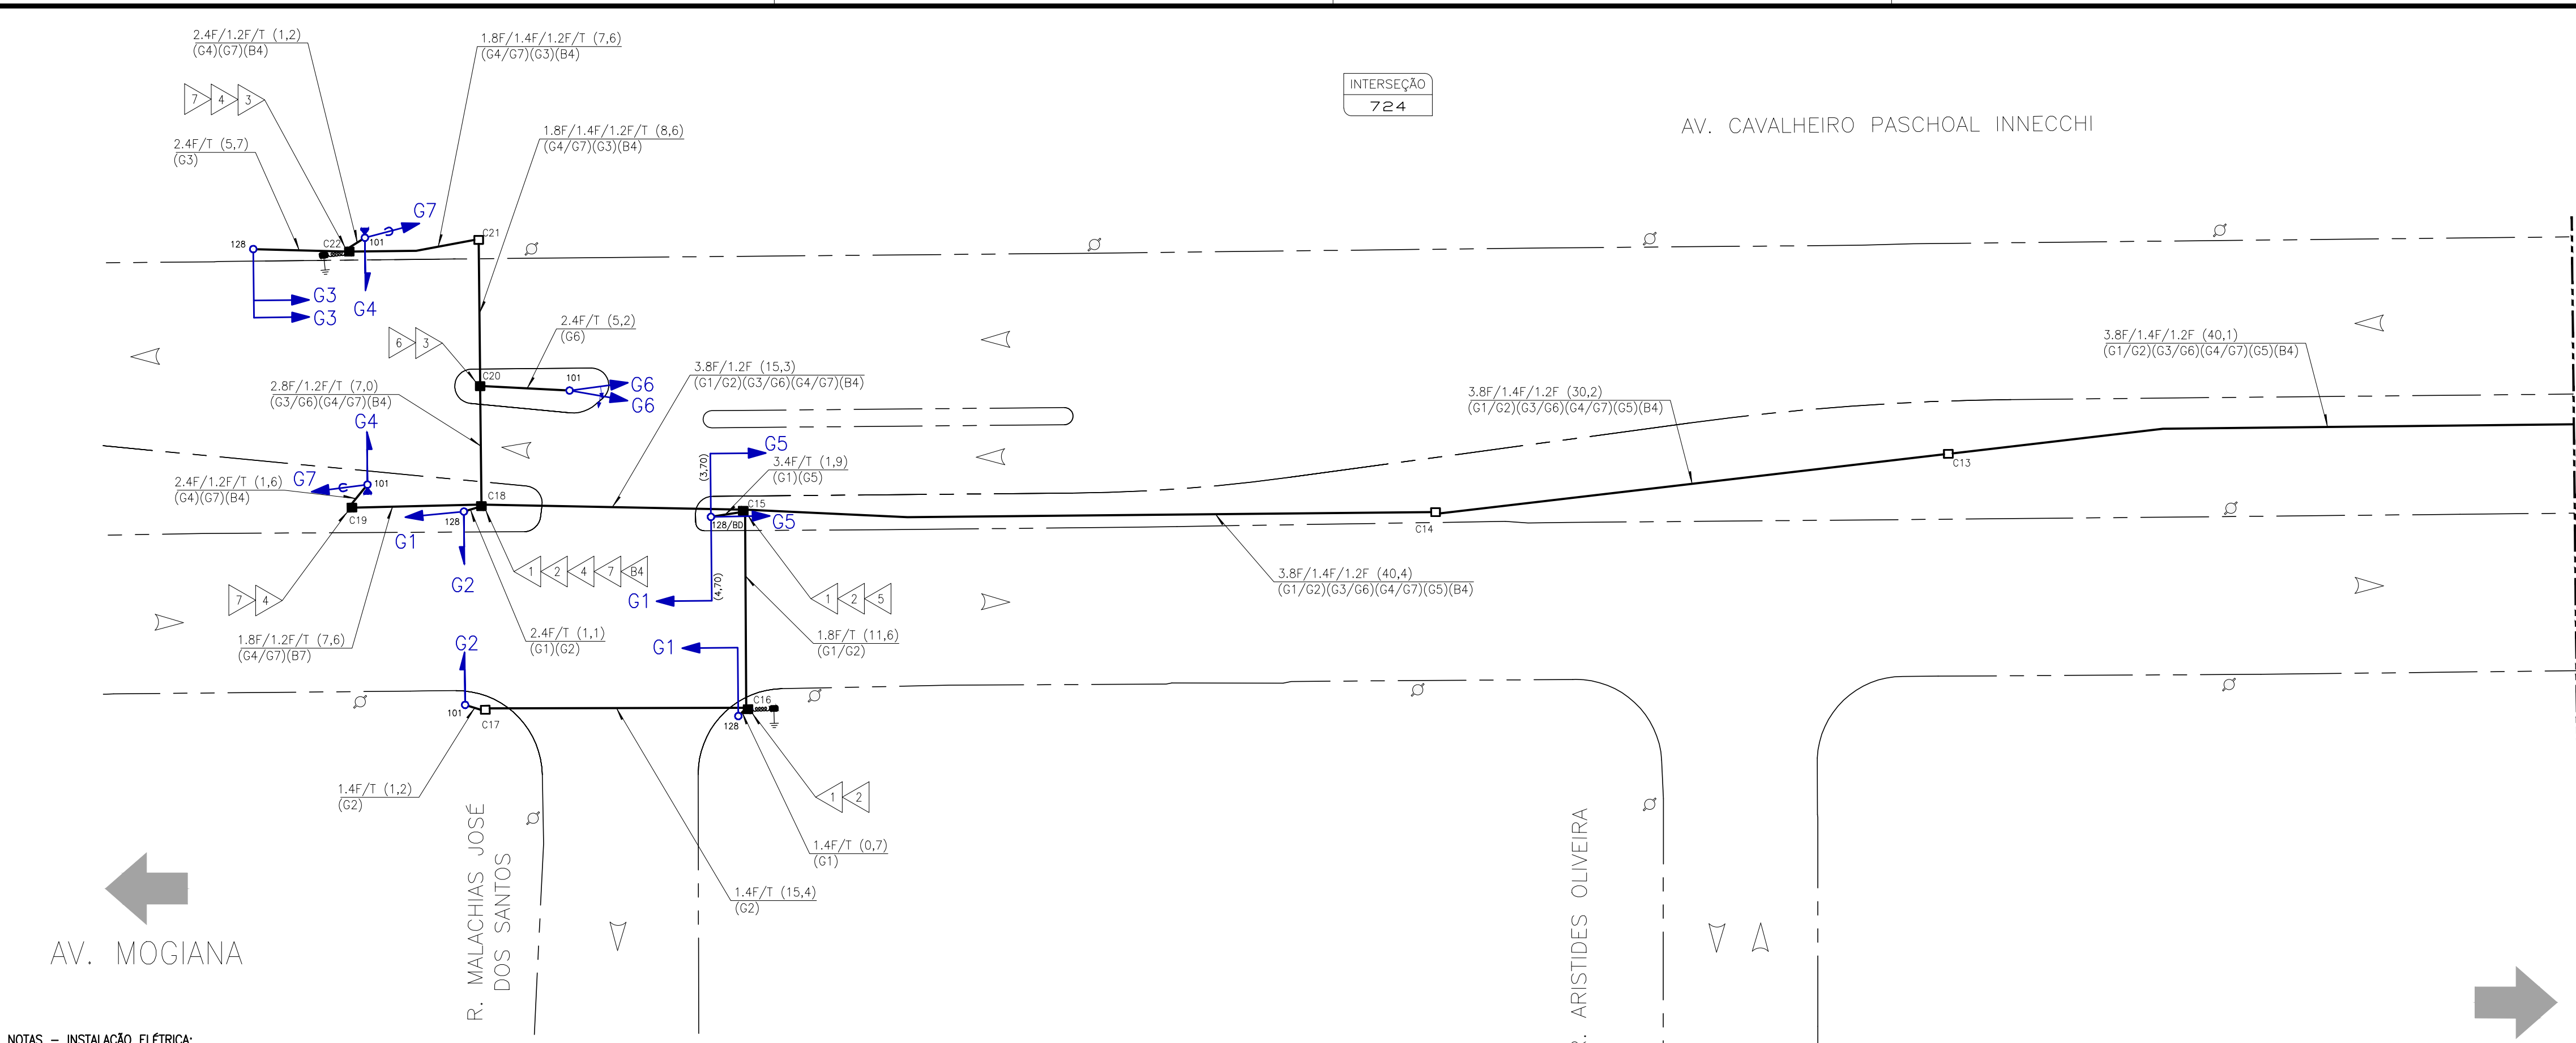 2.4F/1.2F/T (1,2)
(G4)(G7)(B4)
1.8F/1.4F/1.2F/T (7,6)
(G4/G7)(G3)(B4)
INTERSEÇÃO
724
AV. CAVALHEIRO PASCHOAL INNECCHI
7 4 3
1.8F/1.4F/1.2F/T (8,6)
(G4/G7)(G3)(B4)
2.4F/T (5,7)
(G3)
G7
128
C22
101
C21
G3
G3
G4
6 3
2.4F/T (5,2)
(G6)
3.8F/1.4F/1.2F (40,1)
(G1/G2)(G3/G6)(G4/G7)(G5)(B4)
C20
101
G6
G6
3.8F/1.2F (15,3)
(G1/G2)(G3/G6)(G4/G7)(B4)
2.8F/1.2F/T (7,0)
(G3/G6)(G4/G7)(B4)
3.8F/1.4F/1.2F (30,2)
(G1/G2)(G3/G6)(G4/G7)(G5)(B4)
G4
G5
(3,70)
3.4F/T (1,9)
(G1)(G5)
C13
G7
101
2.4F/1.2F/T (1,6)
(G4)(G7)(B4)
C18
C19
128
C15
128/BD
G5
C14
G1
G2
1 2 4 7 B4
(4,70)
3.8F/1.4F/1.2F (40,4)
(G1/G2)(G3/G6)(G4/G7)(G5)(B4)
7 4
G1
1 2 5
1.8F/1.2F/T (7,6)
(G4/G7)(B7)
G2
2.4F/T (1,1)
(G1)(G2)
G1
1.8F/T (11,6)
(G1/G2)
101
C17
C16
128
1.4F/T (1,2)
(G2)
1 2
1.4F/T (0,7)
(G1)
1.4F/T (15,4)
(G2)
R. MALACHIAS JOSÉ
DOS SANTOS
ARISTIDES OLIVEIRA
AV. MOGIANA
NOTAS – INSTALAÇÃO ELÉTRICA: